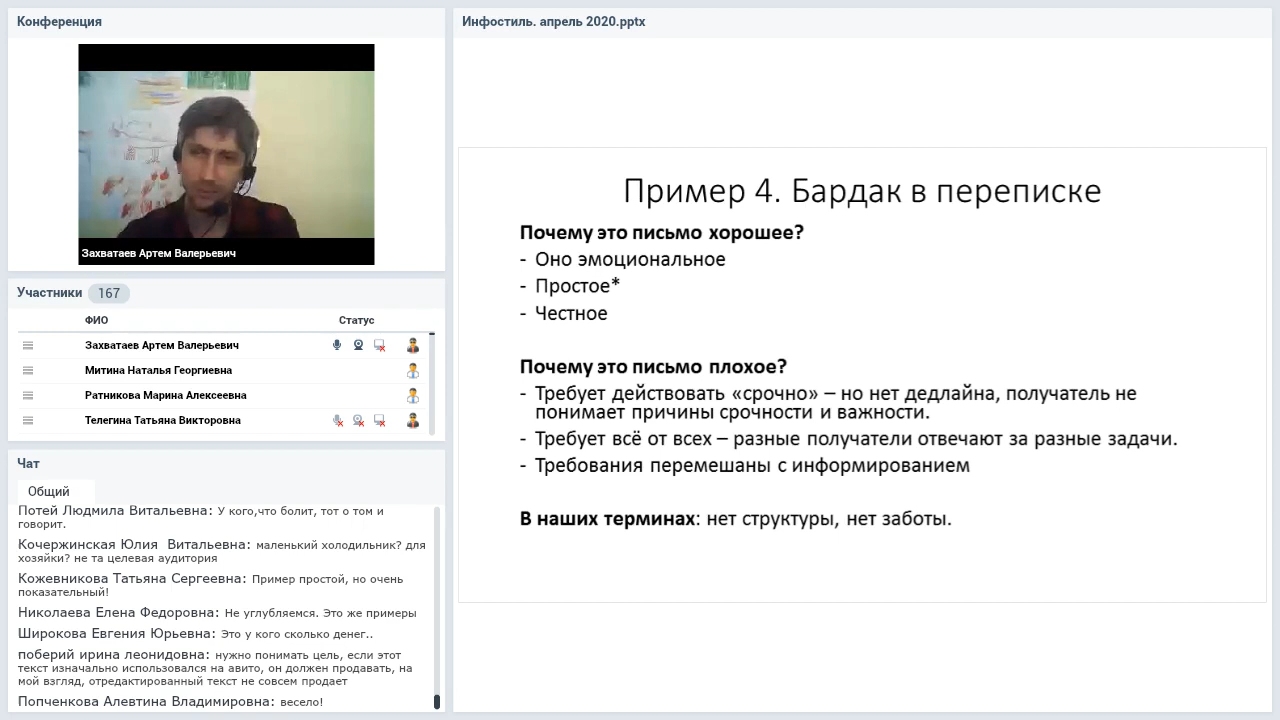 Конференция
Захватаев Артем Валерьевич
Участники 167
ФИО Статус
Захватаев Артем Валерьевич
Митина Наталья Георгиевна
Ратникова Марина Алексеевна
Телегина Татьяна Викторовна
Чат
Общий
Потей Людмила Витальевна: У кого,что болит, тот о том и
говорит.
Кочержинская Юлия Витальевна: маленький холодильник? для
хозяйки? не та целевая аудитория
Кожевникова Татьяна Сергеевна: Пример простой, но очень
показательный!
Николаева Елена Федоровна: Не углубляемся. Это же примеры
Широкова Евгения Юрьевна: Это у кого сколько денег..
поберий ирина леонидовна: нужно понимать цель, если этот
текст изначально использовался на авито, он должен продавать, на
мой взгляд, отредактированный текст не совсем продает
Попченкова Алевтина Владимировна: весело!
Инфостиль. апрель 2020.pptx
Пример 4. Бардак в переписке
Почему это письмо хорошее?
- Оно эмоциональное
- Простое*
- Честное
Почему это письмо плохое?
- Требует действовать «срочно» – но нет дедлайна, получатель не
понимает причины срочности и важности.
- Требует всё от всех – разные получатели отвечают за разные задачи.
- Требования перемешаны с информированием
В наших терминах: нет структуры, нет заботы.